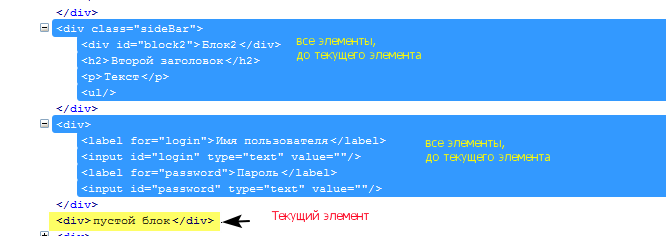 </div>
<div class="sideBar">
<div id="block2">Блок2</div>
все элементы,
до текущего элемента
<h2>Второй заголовок</h2>
<p>Текст</p>
<ul/>
</div>
<div>
<label for="login">Имя пользователя</label>
все элементы,
до текущего элемента
<input id="login" type="text" value=""/>
<label for="password">Пароль</label>
<input id="password" type="text" value=""/>
</div>
<div>пустой блок</div>
Текущий элемент
<div>